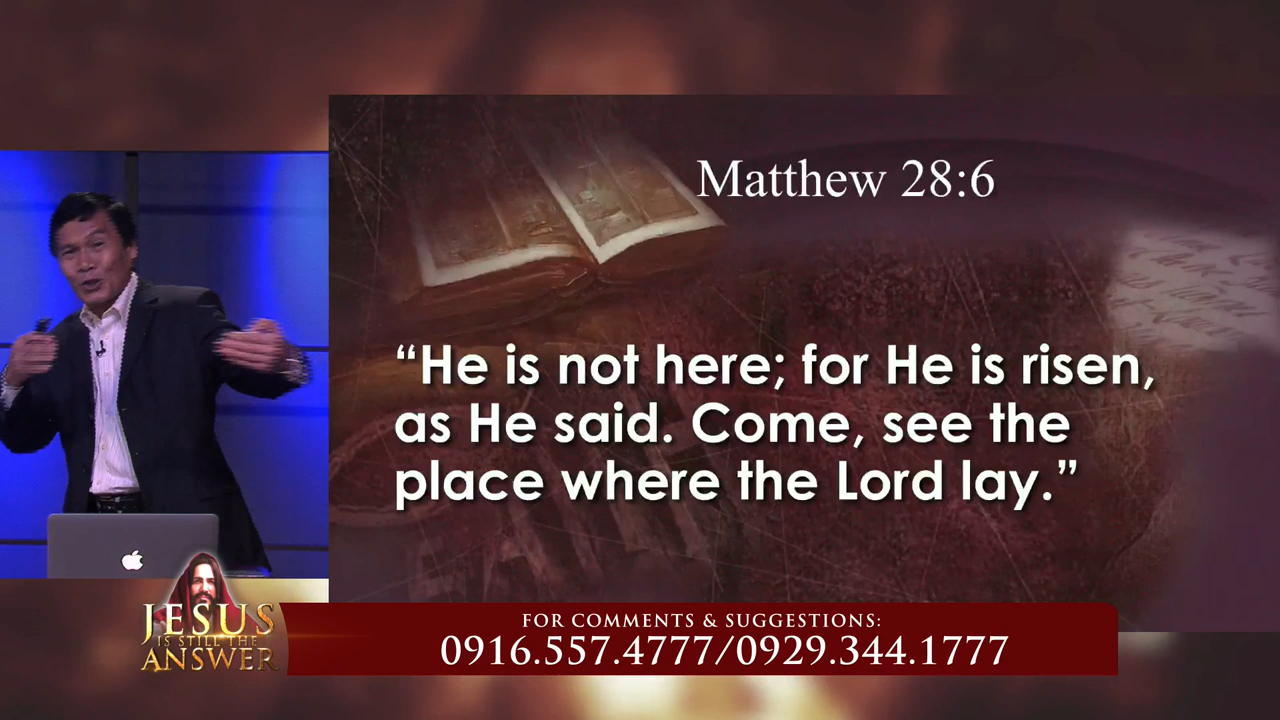 Matthew 28:6
“He is not here; for He is risen,
as He said. Come, see the
place where the Lord lay.”
JESUS
IS STILL THE
ANSWER
FOR COMMENTS & SUGGESTIONS:
0916.557.4777/0929.344.1777